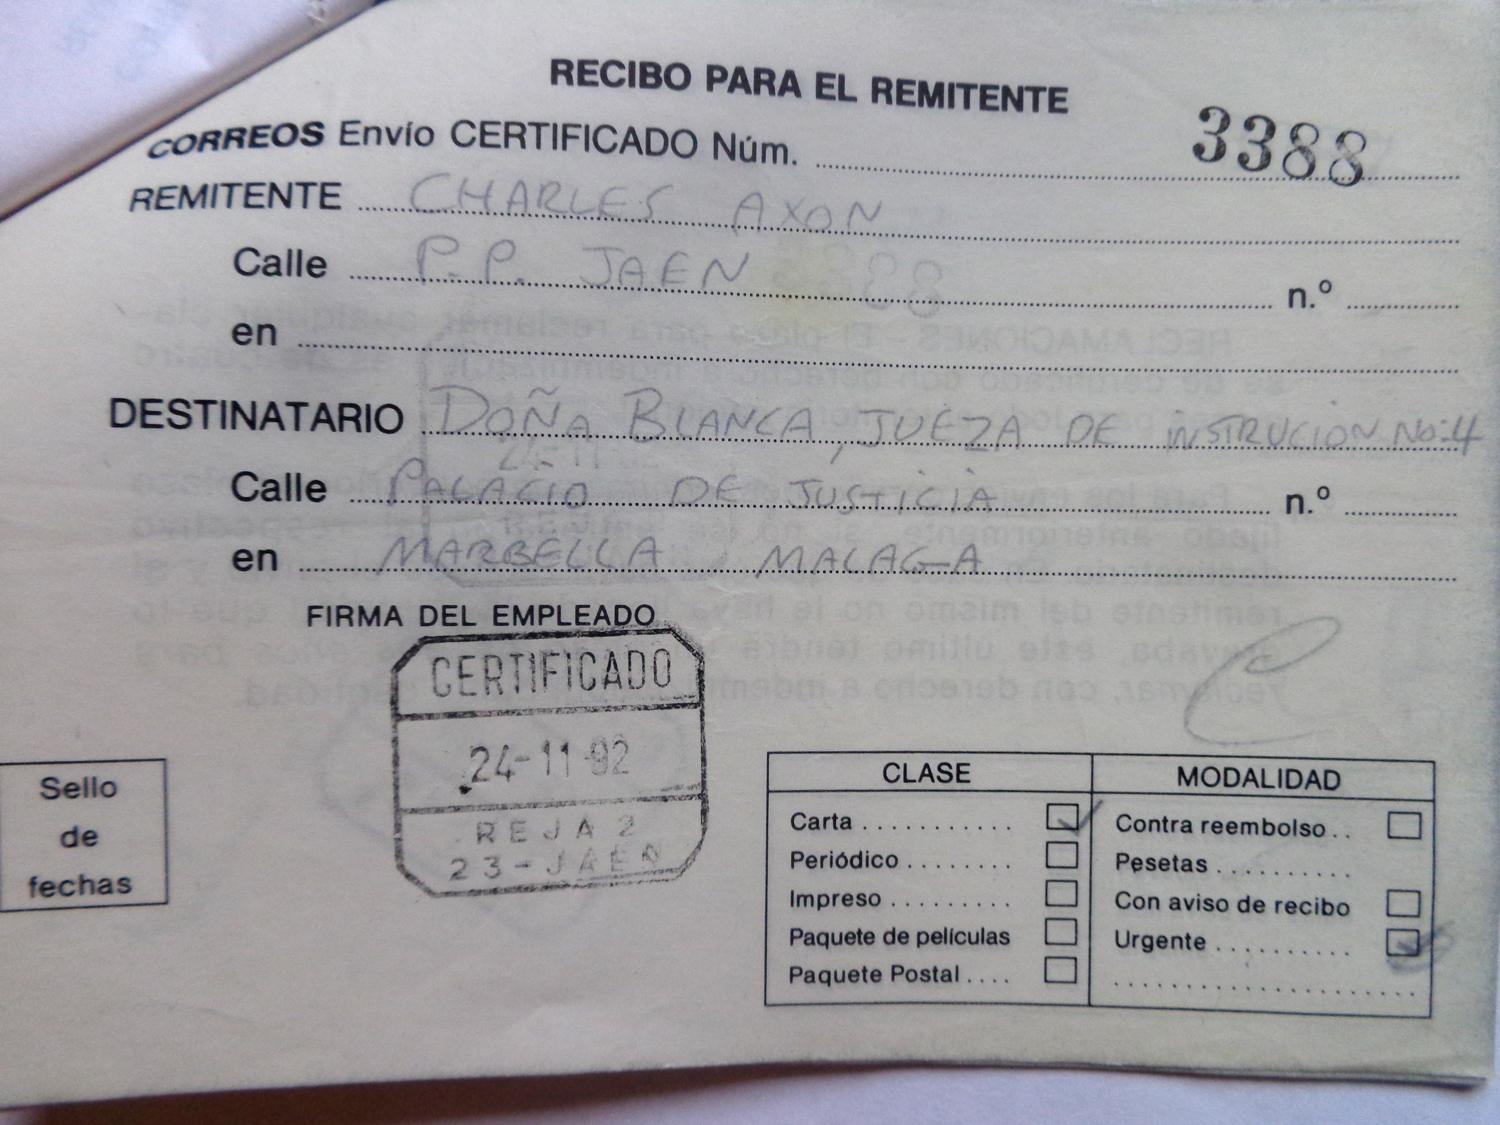 RECIBO PARA EL REMITENTE
CORREOS Envío CERTIFICADO Núm. 3388
REMITENTE CHARLES AXON
Calle P.P. JAEN n.º
en
DESTINATARIO DOÑA BLANCA, JUEZA DE INSTRUCION No:4
Calle PALACIO DE JUSTICIA n.º
en MARBELLA, MALAGA
FIRMA DEL EMPLEADO
CERTIFICADO
24-11-92
REJA 2
23-JAEN
Sello
de
fechas
CLASE
Carta
Periódico
Impreso
Paquete de películas
Paquete Postal
MODALIDAD
Contra reembolso
Pesetas
Con aviso de recibo
Urgente